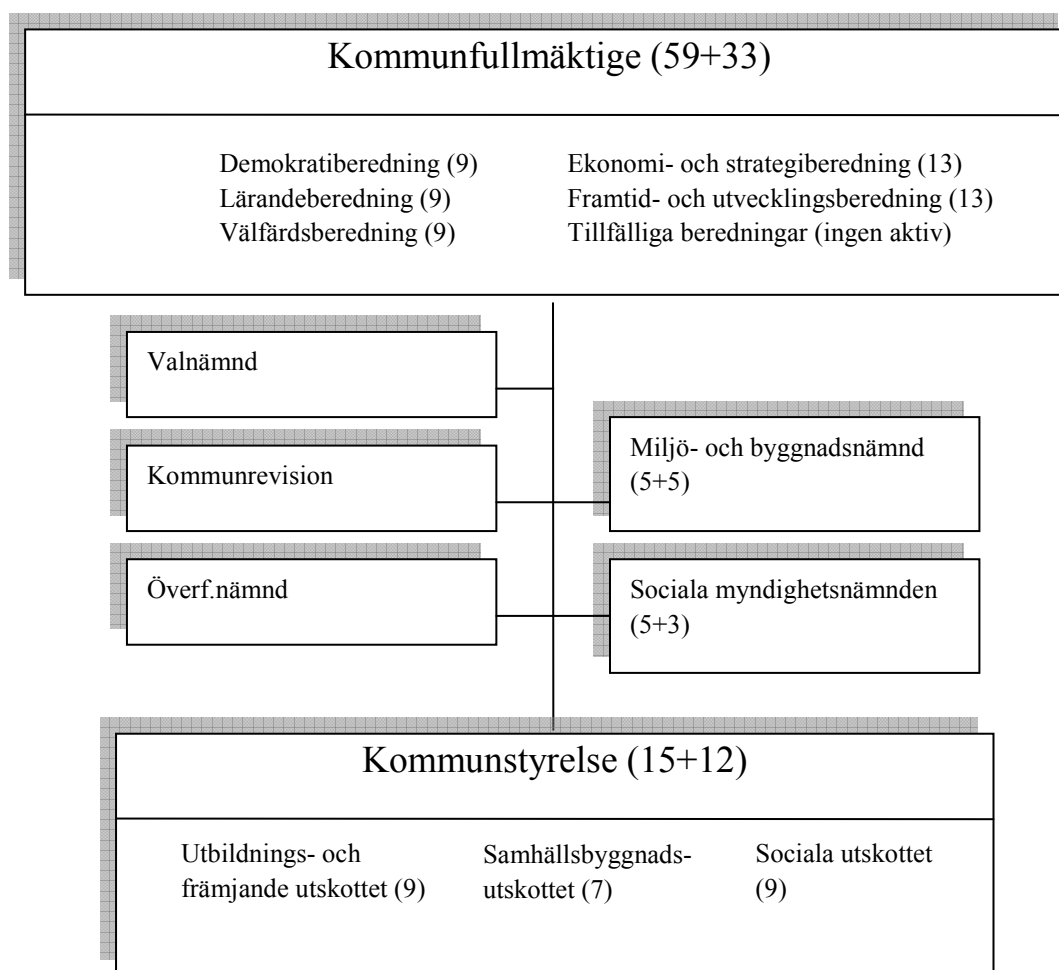 Kommunfullmäktige (59+33)
Demokratiberedning (9)
Lärandeberedning (9)
Välfärdsberedning (9)
Ekonomi- och strategiberedning (13)
Framtid- och utvecklingsberedning (13)
Tillfälliga beredningar (ingen aktiv)
Valnämnd
Kommunrevision
Överf.nämnd
Miljö- och byggnadsnämnd
(5+5)
Sociala myndighetsnämnden
(5+3)
Kommunstyrelse (15+12)
Utbildnings- och
främjande utskottet (9)
Samhällsbyggnads-
utskottet (7)
Sociala utskottet
(9)